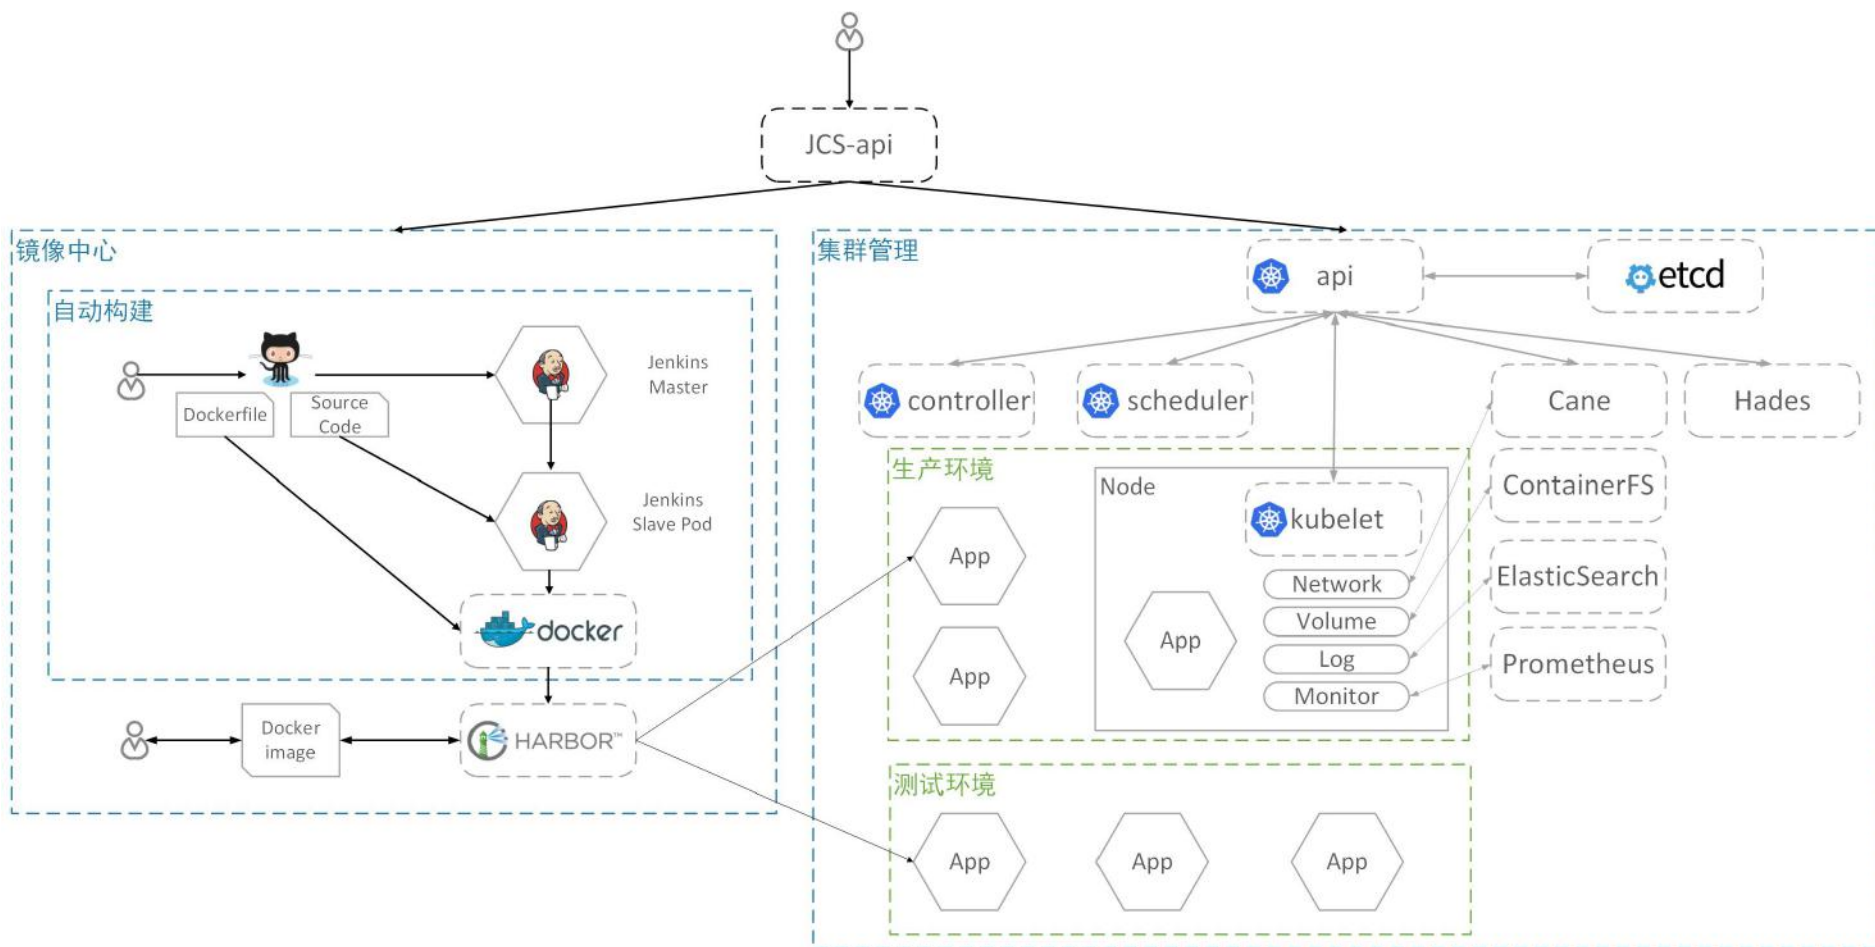 JCS-api
镜像中心
自动构建
Jenkins
Master
Dockerfile
Source
Code
Jenkins
Slave Pod
docker
Docker
image
HARBOR™
集群管理
api
etcd
controller
scheduler
Cane
Hades
生产环境
Node
kubelet
ContainerFS
App
Network
ElasticSearch
Volume
App
Log
Prometheus
App
Monitor
测试环境
App
App
App